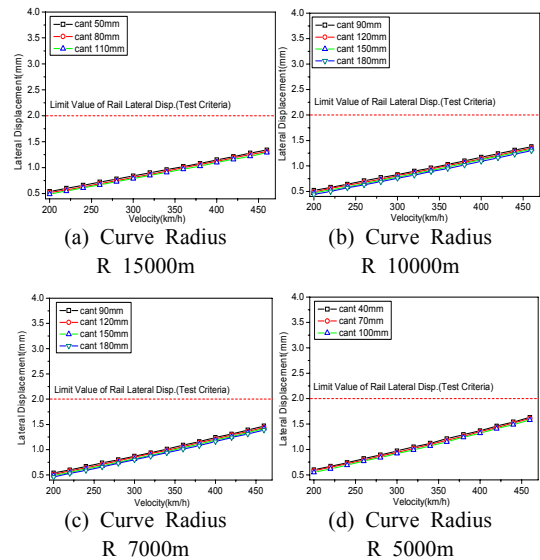 cant 50mm
cant 80mm
cant 110mm
Limit Value of Rail Lateral Disp.(Test Criteria)
Lateral Displacement(mm)
4.0
3.5
3.0
2.5
2.0
1.5
1.0
0.5
200 250 300 350 400 450
Velocity(km/h)
(a) Curve Radius
R 15000m
cant 90mm
cant 120mm
cant 150mm
cant 180mm
Limit Value of Rail Lateral Disp.(Test Criteria)
Lateral Displacement(mm)
4.0
3.5
3.0
2.5
2.0
1.5
1.0
0.5
200 250 300 350 400 450
Velocity(km/h)
(b) Curve Radius
R 10000m
cant 90mm
cant 120mm
cant 150mm
cant 180mm
Limit Value of Rail Lateral Disp.(Test Criteria)
Lateral Displacement(mm)
4.0
3.5
3.0
2.5
2.0
1.5
1.0
0.5
200 250 300 350 400 450
Velocity(km/h)
(c) Curve Radius
R 7000m
cant 40mm
cant 70mm
cant 100mm
Limit Value of Rail Lateral Disp.(Test Criteria)
Lateral Displacement(mm)
4.0
3.5
3.0
2.5
2.0
1.5
1.0
0.5
200 250 300 350 400 450
Velocity(km/h)
(d) Curve Radius
R 5000m